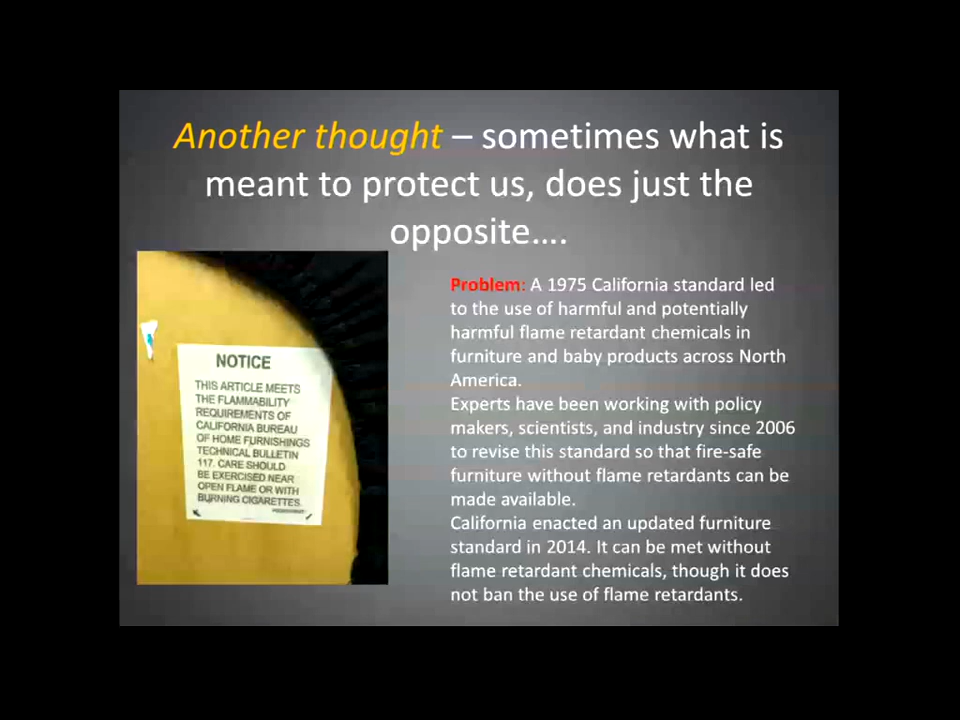 Another thought – sometimes what is
meant to protect us, does just the
opposite....
Problem: A 1975 California standard led
to the use of harmful and potentially
harmful flame retardant chemicals in
furniture and baby products across North
America.
Experts have been working with policy
makers, scientists, and industry since 2006
to revise this standard so that fire-safe
furniture without flame retardants can be
made available.
California enacted an updated furniture
standard in 2014. It can be met without
flame retardant chemicals, though it does
not ban the use of flame retardants.
NOTICE
THIS ARTICLE MEETS
THE FLAMMABILITY
REQUIREMENTS OF
CALIFORNIA BUREAU
OF HOME FURNISHINGS
TECHNICAL BULLETIN
117. CARE SHOULD
BE EXERCISED NEAR
OPEN FLAME OR WITH
BURNING CIGARETTES.